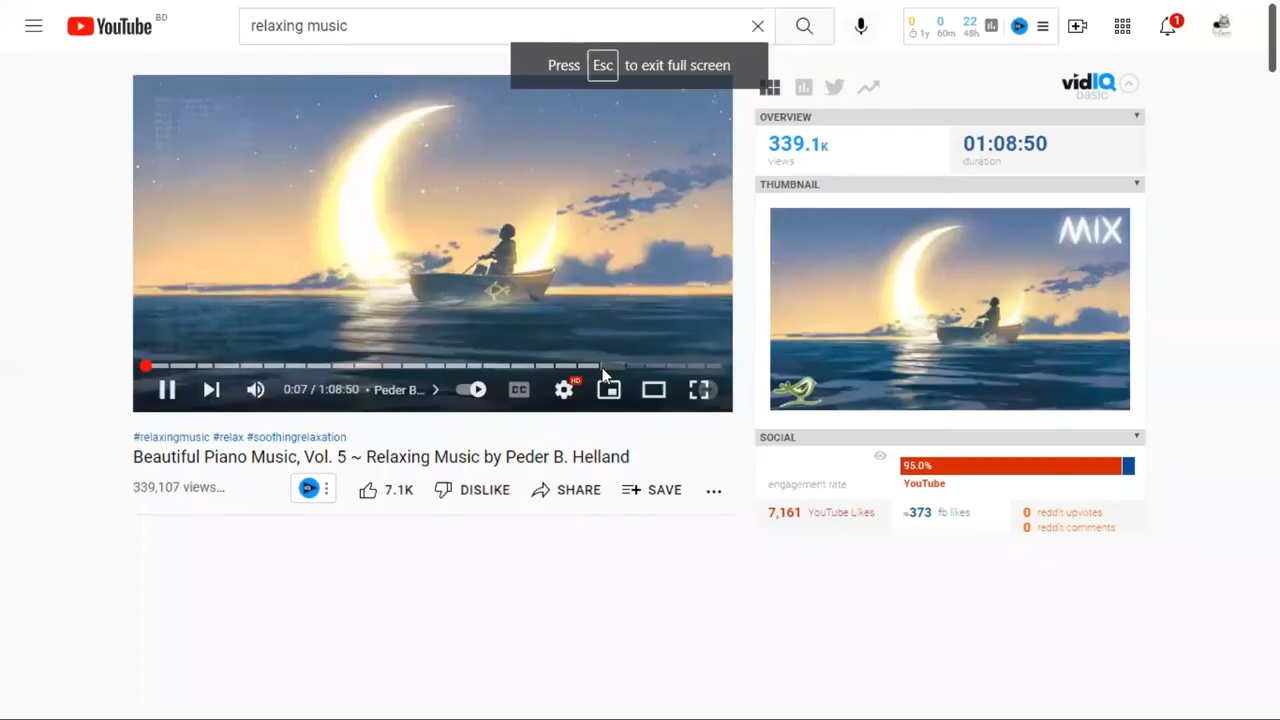 YouTube BD
relaxing music
0 0 22
1y 60m 48h
1
Press Esc to exit full screen
MIX
0:07 / 1:08:50 • Peder B...
CC
HD
#relaxingmusic #relax #soothingrelaxation
Beautiful Piano Music, Vol. 5 ~ Relaxing Music by Peder B. Helland
339,107 views...
7.1K
DISLIKE
SHARE
SAVE
vidIQ
basic
OVERVIEW
339.1K
views
01:08:50
duration
THUMBNAIL
SOCIAL
engagement rate
95.0%
YouTube
7,161 YouTube Likes
≈373 fb likes
0 reddit upvotes
0 reddit comments